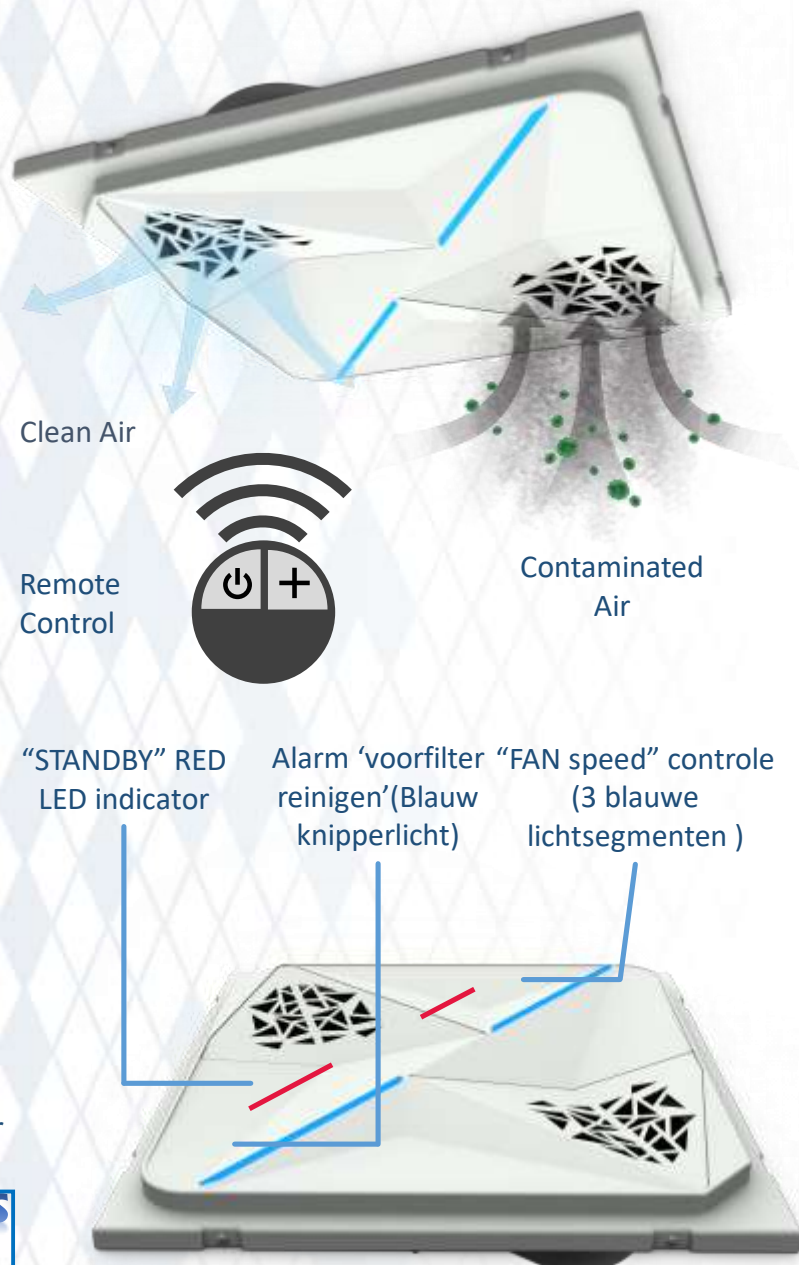 Clean Air
Contaminated
Air
Remote
Control
“STANDBY” RED
LED indicator
Alarm ‘voorfilter
reinigen’(Blauw
knipperlicht)
“FAN speed” controle
(3 blauwe
lichtsegmenten )